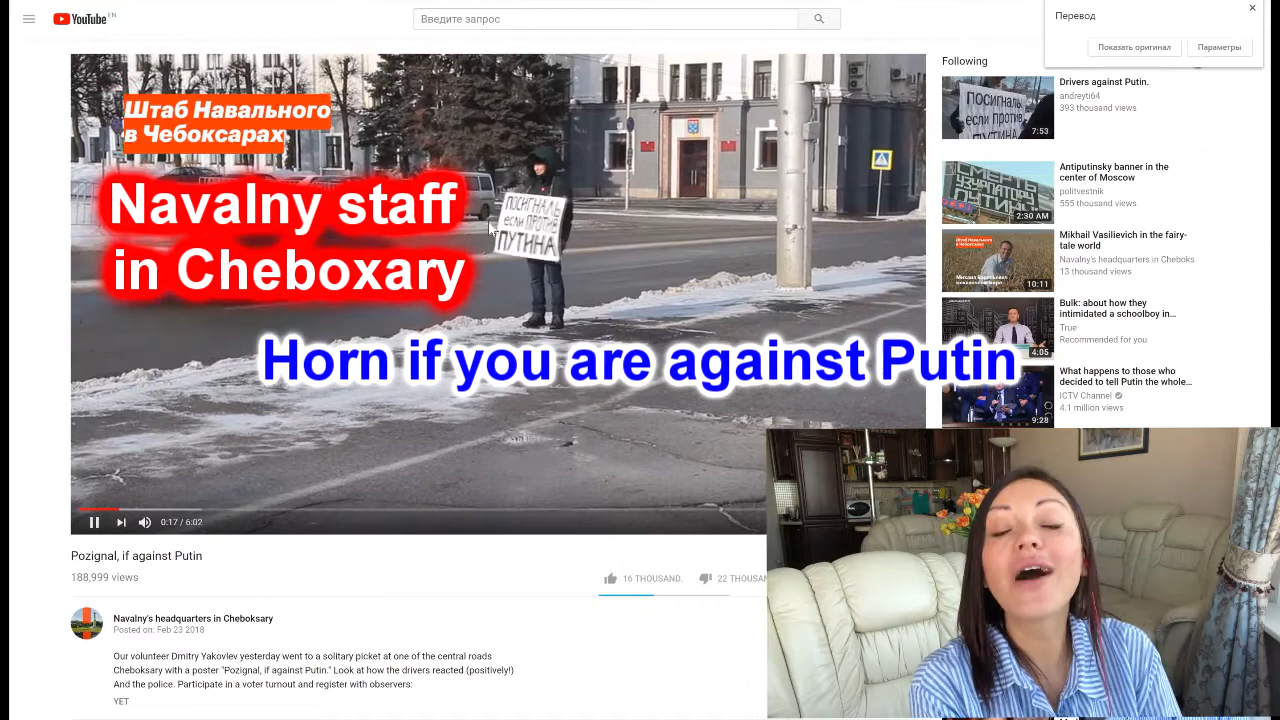 YouTube EN
Введите запрос
Перевод
Показать оригинал
Параметры
Штаб Навального
в Чебоксарах
Navalny staff
in Cheboxary
ПОСИГНАЛЬ
если ПРОТИВ
ПУТИНА
Horn if you are against Putin
0:17 / 6:02
Pozignal, if against Putin
188,999 views
16 THOUSAND.
22 THOUSAN
Navalny's headquarters in Cheboksary
Posted on: Feb 23 2018
Our volunteer Dmitry Yakovlev yesterday went to a solitary picket at one of the central roads
Cheboksary with a poster "Pozignal, if against Putin." Look at how the drivers reacted (positively!)
And the police. Participate in a voter turnout and register with observers:
YET
Following
ПОСИГНАЛЬ
если ПРОТИВ
ПУТИНА
7:53
Drivers against Putin.
andreyti64
393 thousand views
СМЕРТЬ
УЗУРПАТОРУ
ПУТИНУ
2:30 AM
Antiputinsky banner in the
center of Moscow
politvestnik
555 thousand views
10:11
Mikhail Vasilievich in the fairy-
tale world
Navalny's headquarters in Cheboks
13 thousand views
4:05
Bulk: about how they
intimidated a schoolboy in...
True
Recommended for you
9:28
What happens to those who
decided to tell Putin the whole...
ICTV Channel
4.1 million views